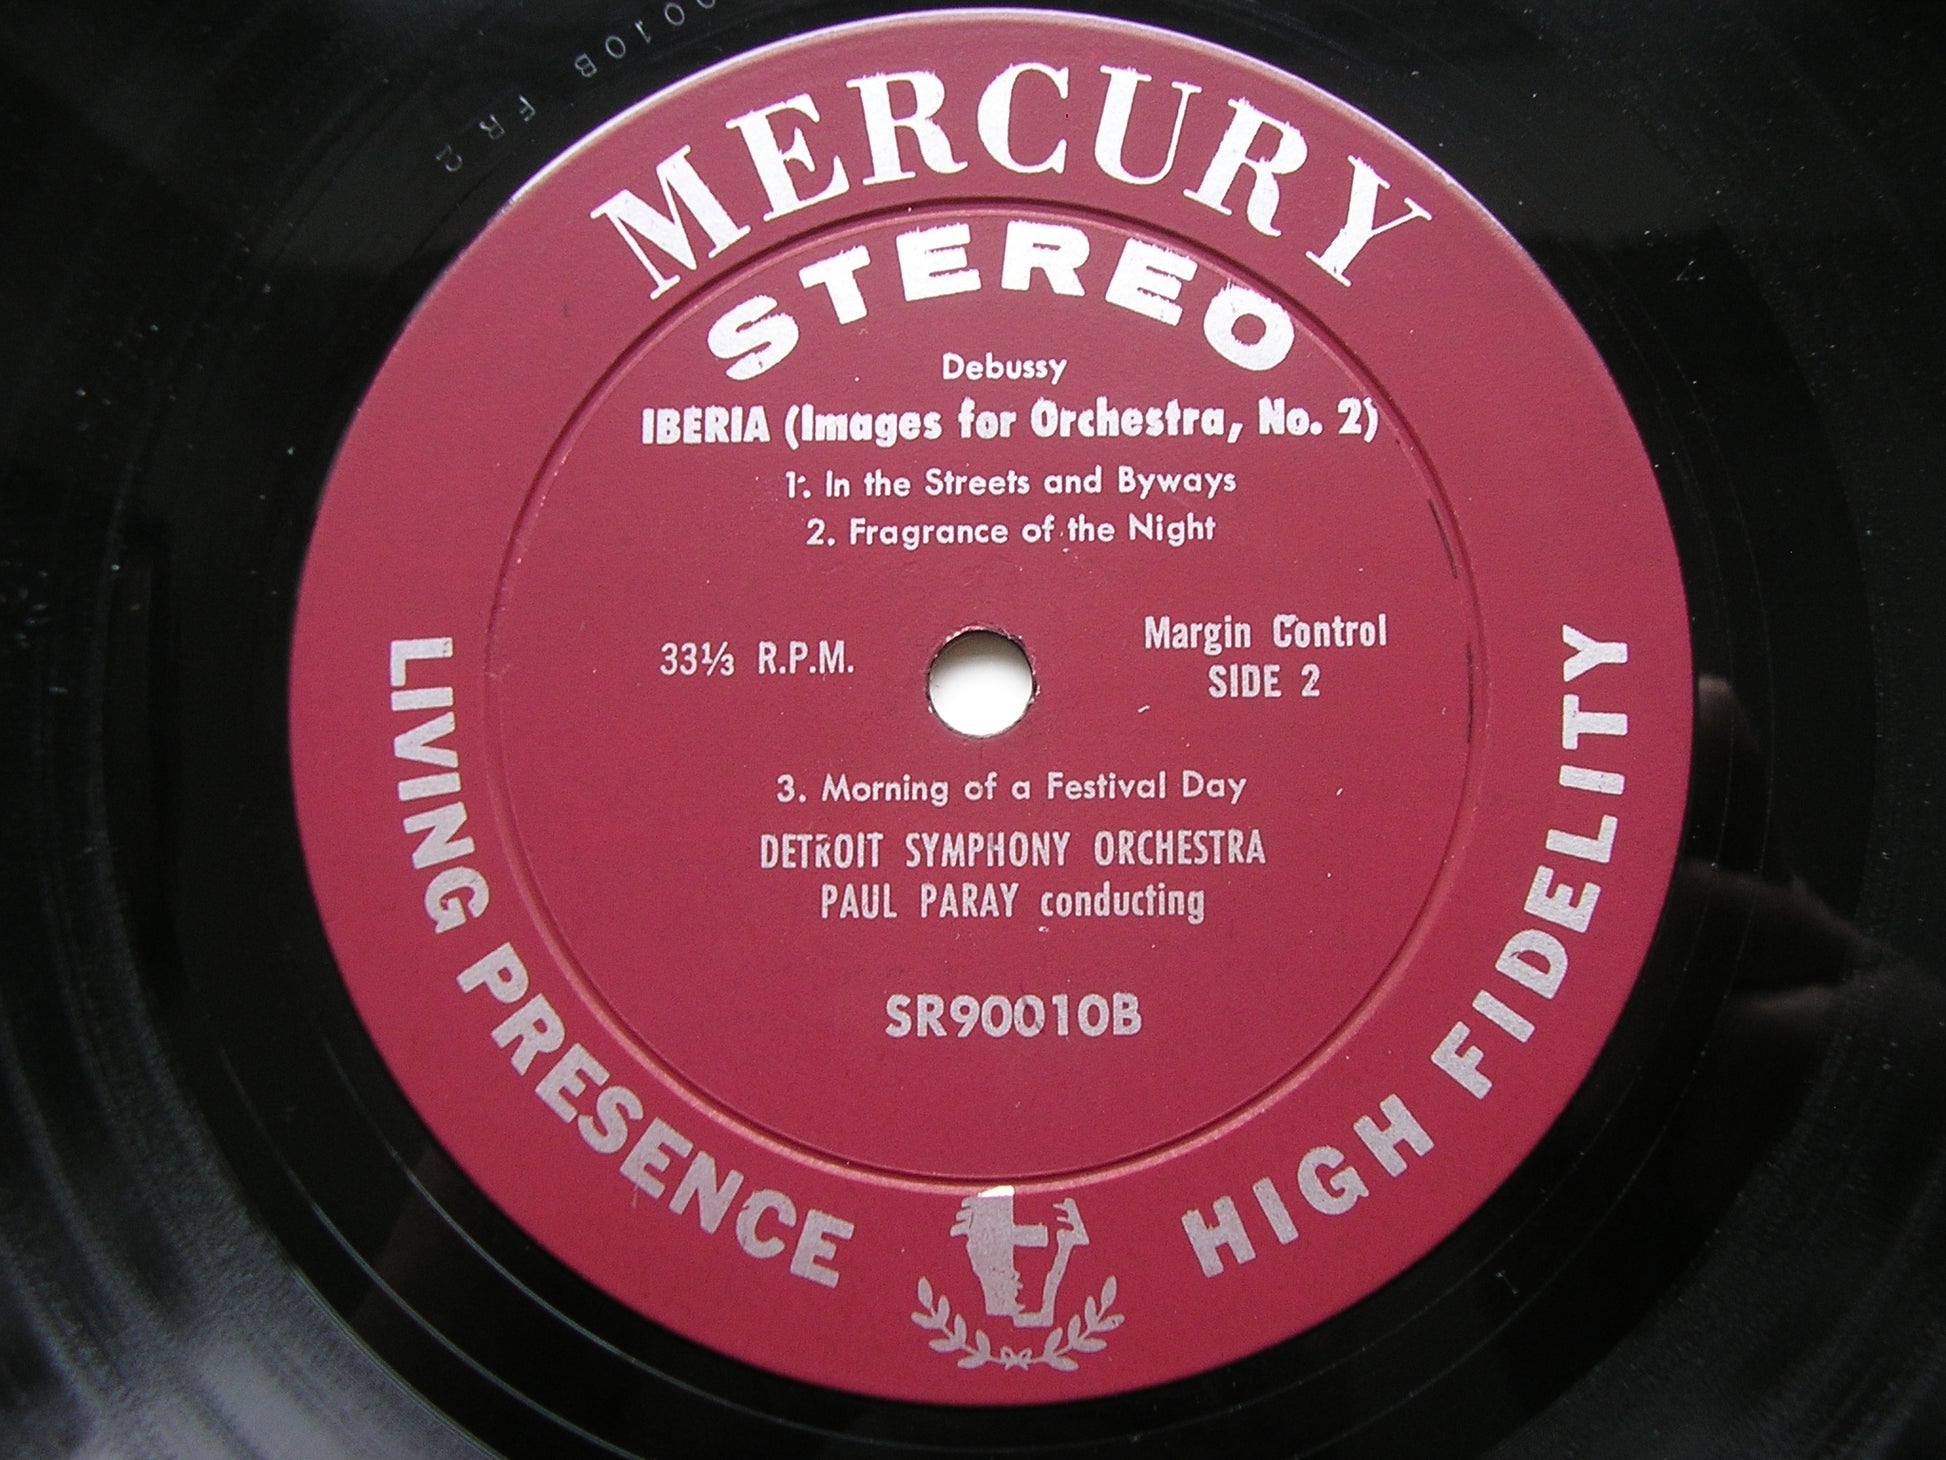 0010B FR2
MERCURY
STEREO
Debussy
IBERIA (Images for Orchestra, No. 2)
1. In the Streets and Byways
2. Fragrance of the Night
33⅓ R.P.M.
Margin Control
SIDE 2
3. Morning of a Festival Day
DETROIT SYMPHONY ORCHESTRA
PAUL PARAY conducting
SR90010B
LIVING PRESENCE
HIGH FIDELITY